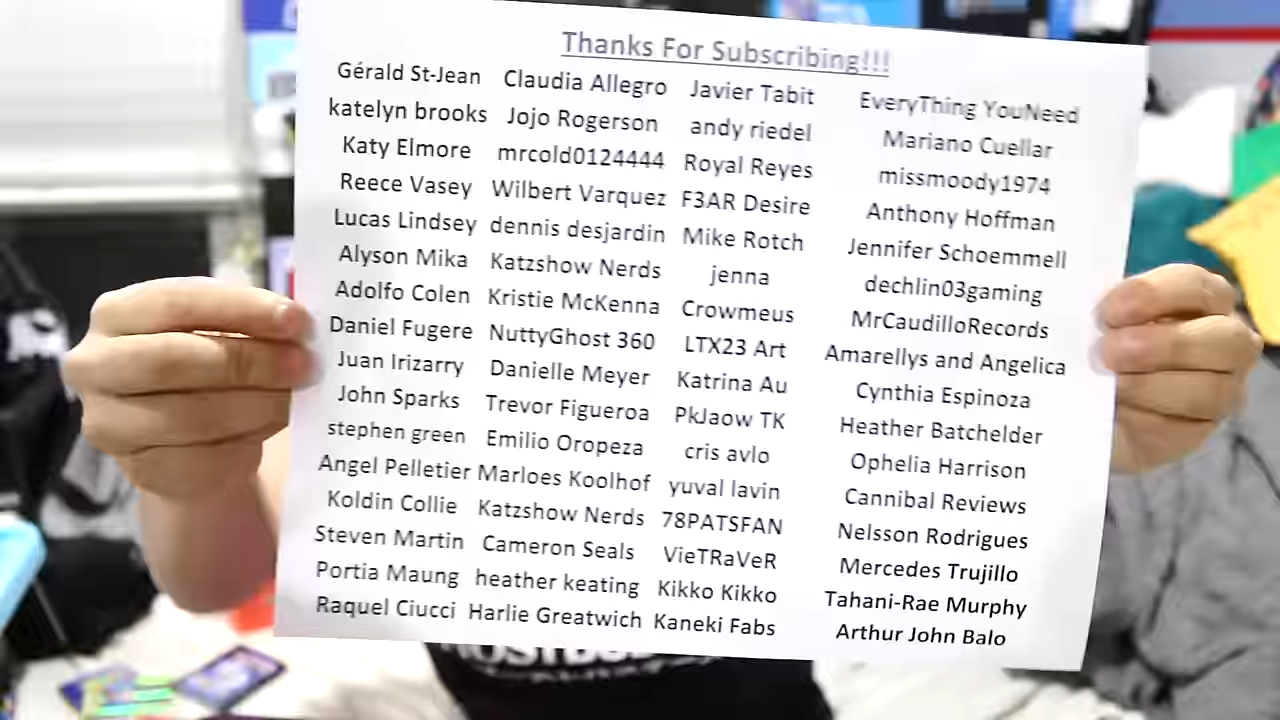 Thanks For Subscribing!!!
Gérald St-Jean Claudia Allegro Javier Tabit EveryThing YouNeed
katelyn brooks Jojo Rogerson andy riedel Mariano Cuellar
Katy Elmore mrcold0124444 Royal Reyes missmoody1974
Reece Vasey Wilbert Varquez F3AR Desire Anthony Hoffman
Lucas Lindsey dennis desjardin Mike Rotch Jennifer Schoemmell
Alyson Mika Katzshow Nerds jenna dechlin03gaming
Adolfo Colen Kristie McKenna Crowmeus MrCaudilloRecords
Daniel Fugere NuttyGhost 360 LTX23 Art Amarellys and Angelica
Juan Irizarry Danielle Meyer Katrina Au Cynthia Espinoza
John Sparks Trevor Figueroa PkJaow TK Heather Batchelder
stephen green Emilio Oropeza cris avlo Ophelia Harrison
Angel Pelletier Marloes Koolhof yuval lavin Cannibal Reviews
Koldin Collie Katzshow Nerds 78PATSFAN Nelsson Rodrigues
Steven Martin Cameron Seals VieTRaVeR Mercedes Trujillo
Portia Maung heather keating Kikko Kikko Tahani-Rae Murphy
Raquel Ciucci Harlie Greatwich Kaneki Fabs Arthur John Balo